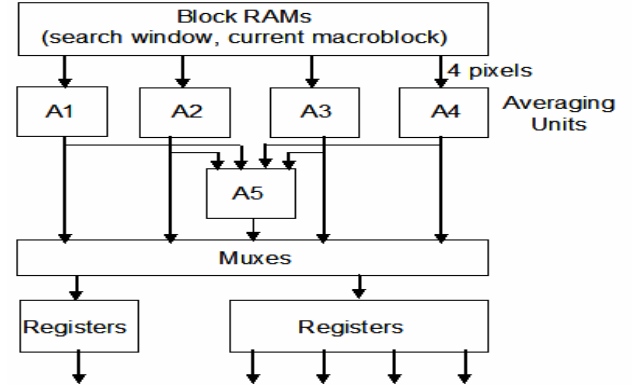 Block RAMs
(search window, current macroblock)
4 pixels
A1
A2
A3
A4
Averaging
Units
A5
Muxes
Registers
Registers